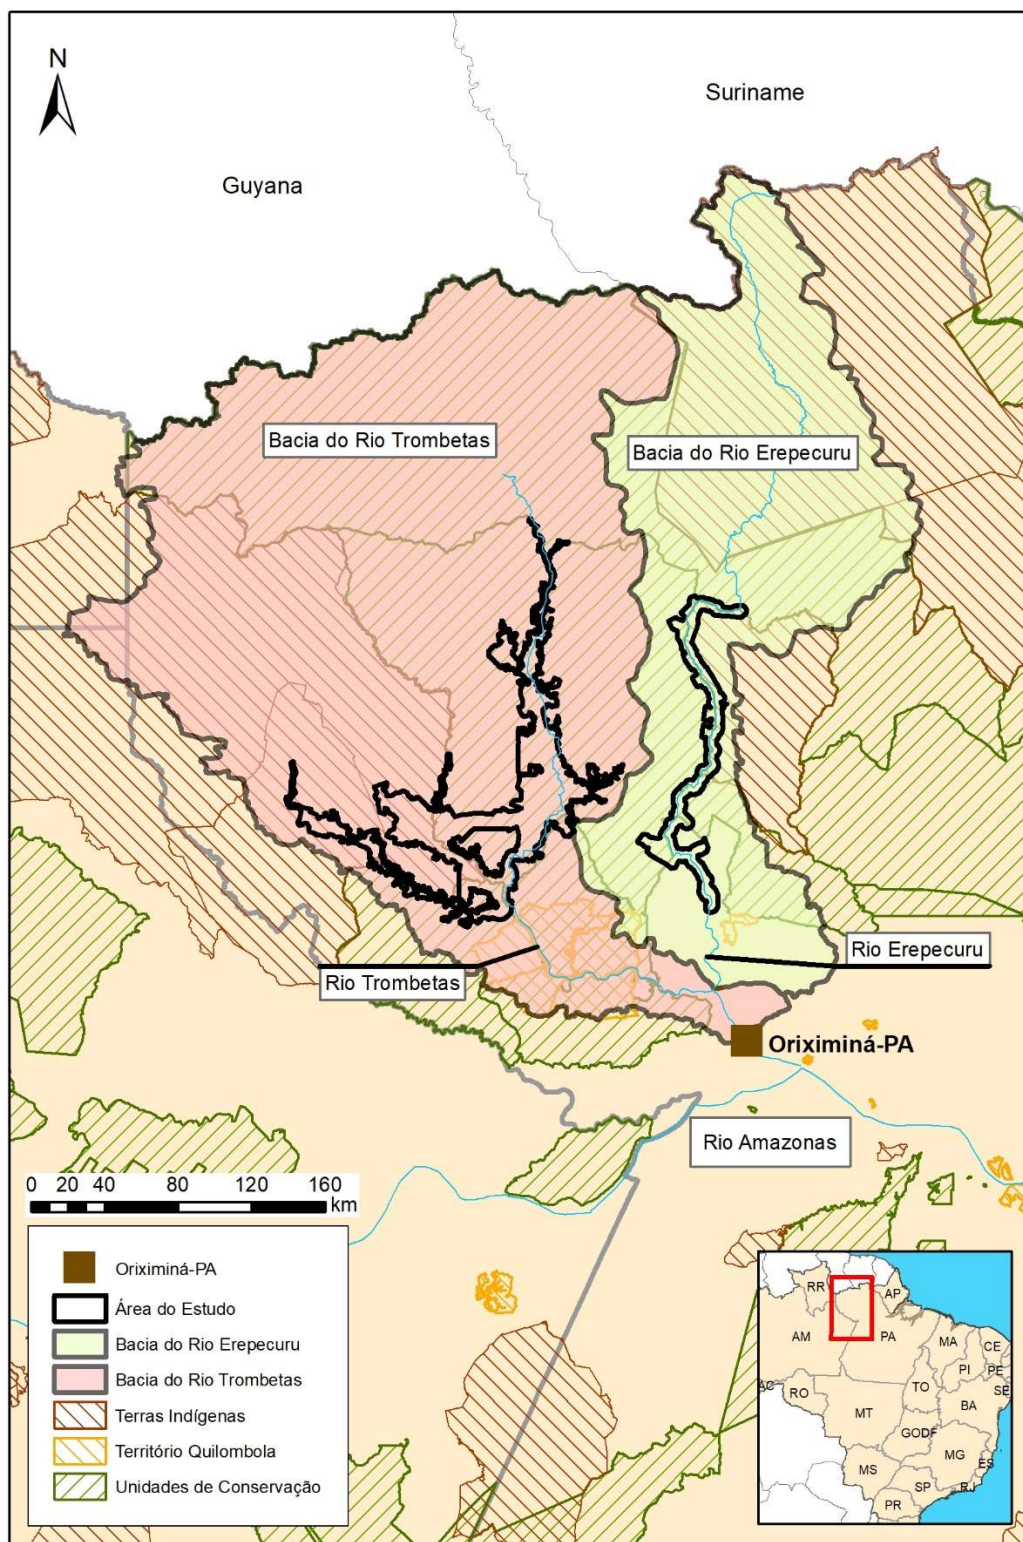 N
Suriname
Guyana
Bacia do Rio Trombetas
Bacia do Rio Erepecuru
Rio Erepecuru
Rio Trombetas
Oriximiná-PA
Rio Amazonas
0 20 40 80 120 160
km
Oriximiná-PA
Área do Estudo
Bacia do Rio Erepecuru
Bacia do Rio Trombetas
Terras Indígenas
Território Quilombola
Unidades de Conservação
RR
AP
AM
PA
MA
CE
PI
PE
AC
RO
TO
SE
BA
MT
GODF
MG
ES
MS
SP
RJ
PR